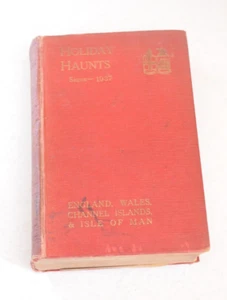 HOLIDAY
HAUNTS
ENGLAND, WALES,
CHANNEL ISLANDS,
& ISLE OF MAN